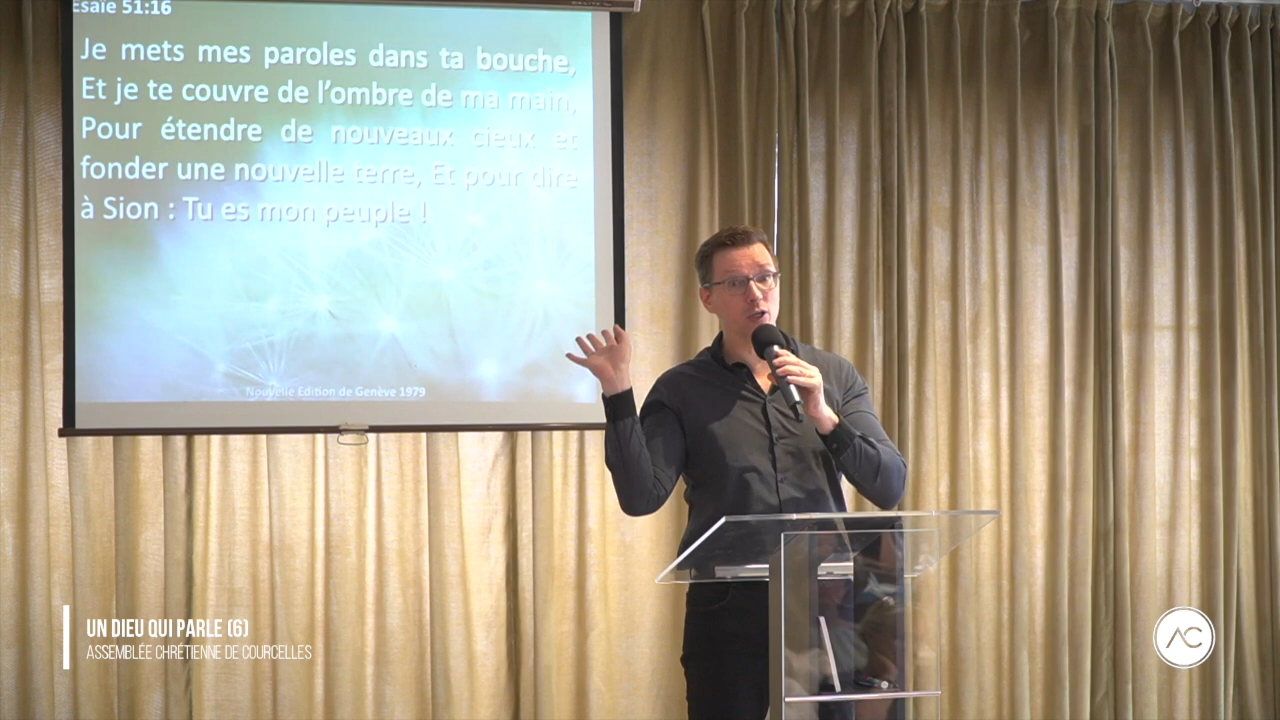 Esaïe 51:16
Je mets mes paroles dans ta bouche,
Et je te couvre de l’ombre de ma main,
Pour étendre de nouveaux cieux et
fonder une nouvelle terre, Et pour dire
à Sion : Tu es mon peuple !
Nouvelle Edition de Genève 1979
UN DIEU QUI PARLE (6)
ASSEMBLÉE CHRÉTIENNE DE COURCELLES
AC